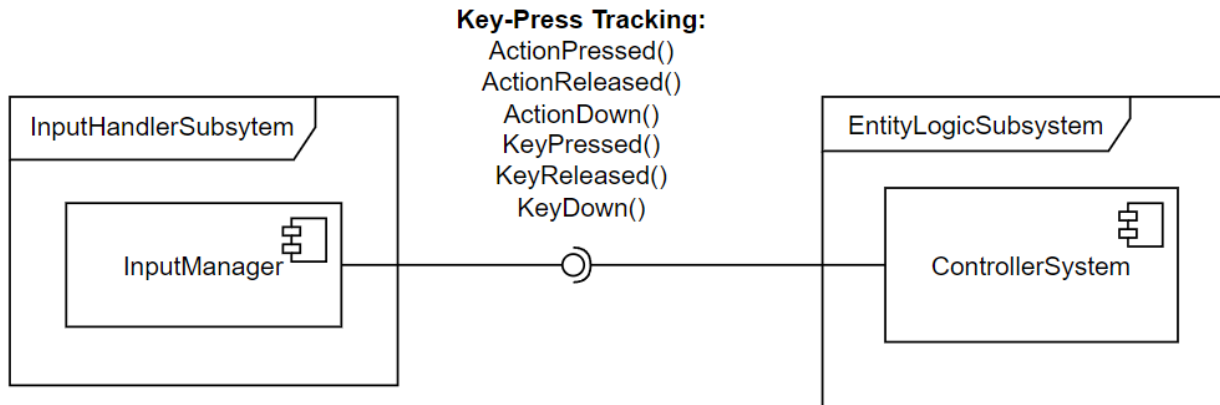 Key-Press Tracking:
ActionPressed()
ActionReleased()
ActionDown()
KeyPressed()
KeyReleased()
KeyDown()
InputHandlerSubsytem
InputManager
EntityLogicSubsystem
ControllerSystem